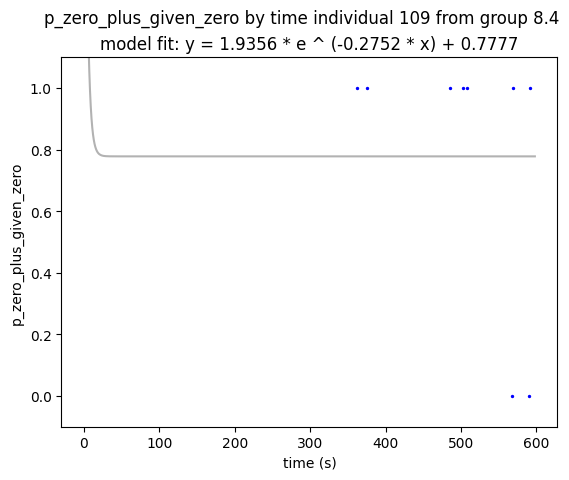 p_zero_plus_given_zero by time individual 109 from group 8.4
model fit: y = 1.9356 * e ^ (-0.2752 * x) + 0.7777
1.0
0.8
0.6
0.4
0.2
0.0
p_zero_plus_given_zero
0 100 200 300 400 500 600
time (s)